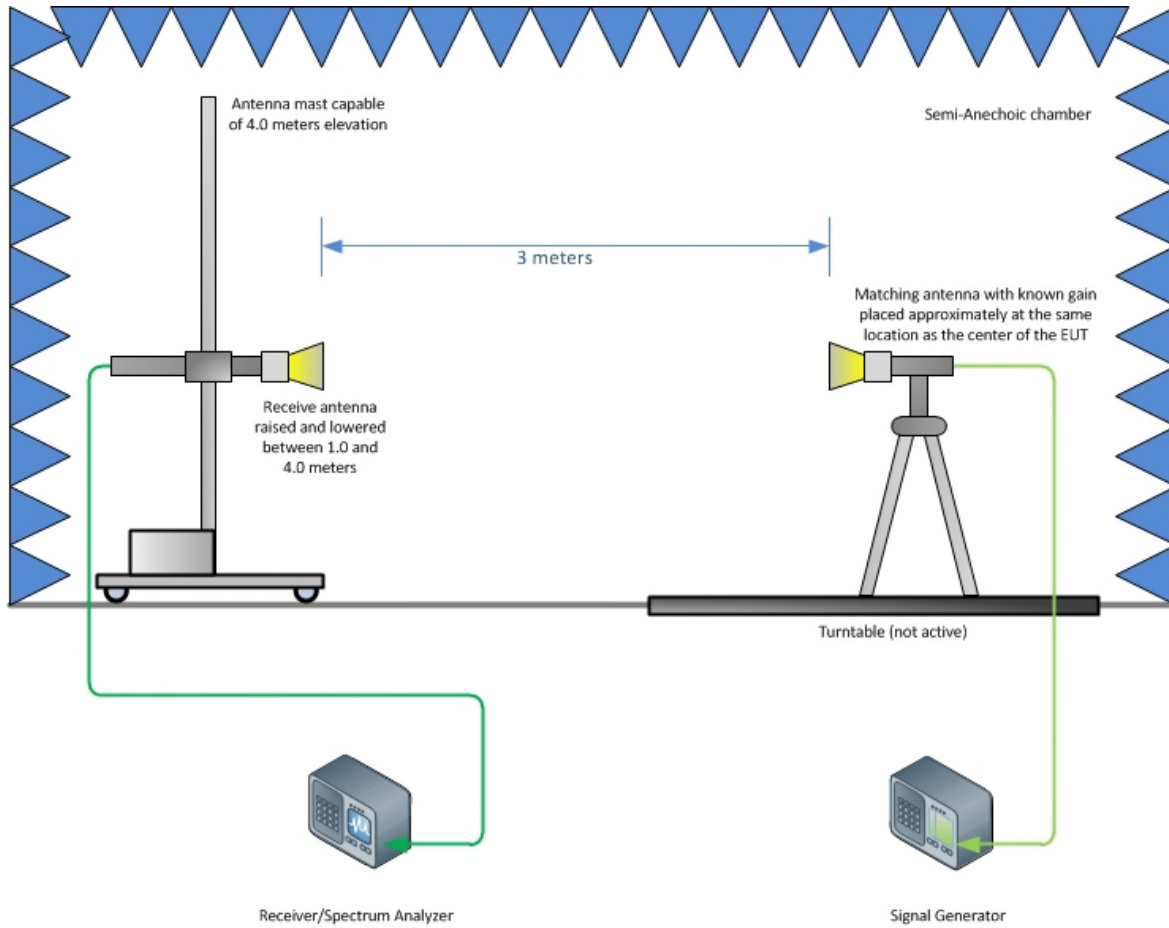 Antenna mast capable
of 4.0 meters elevation
Semi-Anechoic chamber
3 meters
Matching antenna with known gain
placed approximately at the same
location as the center of the EUT
Receive antenna
raised and lowered
between 1.0 and
4.0 meters
Turntable (not active)
Receiver/Spectrum Analyzer
Signal Generator